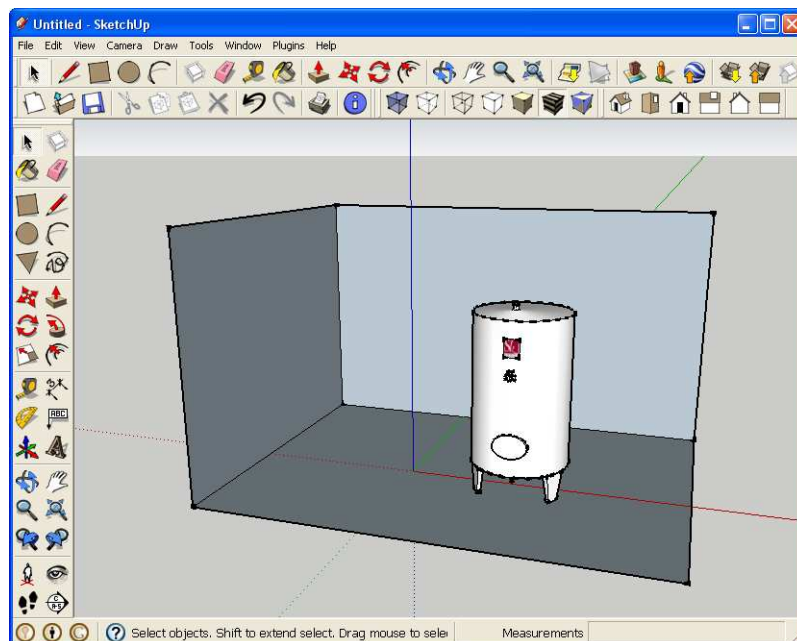 Untitled - SketchUp
File Edit View Camera Draw Tools Window Plugins Help
ABC
Select objects. Shift to extend select. Drag mouse to sele
Measurements